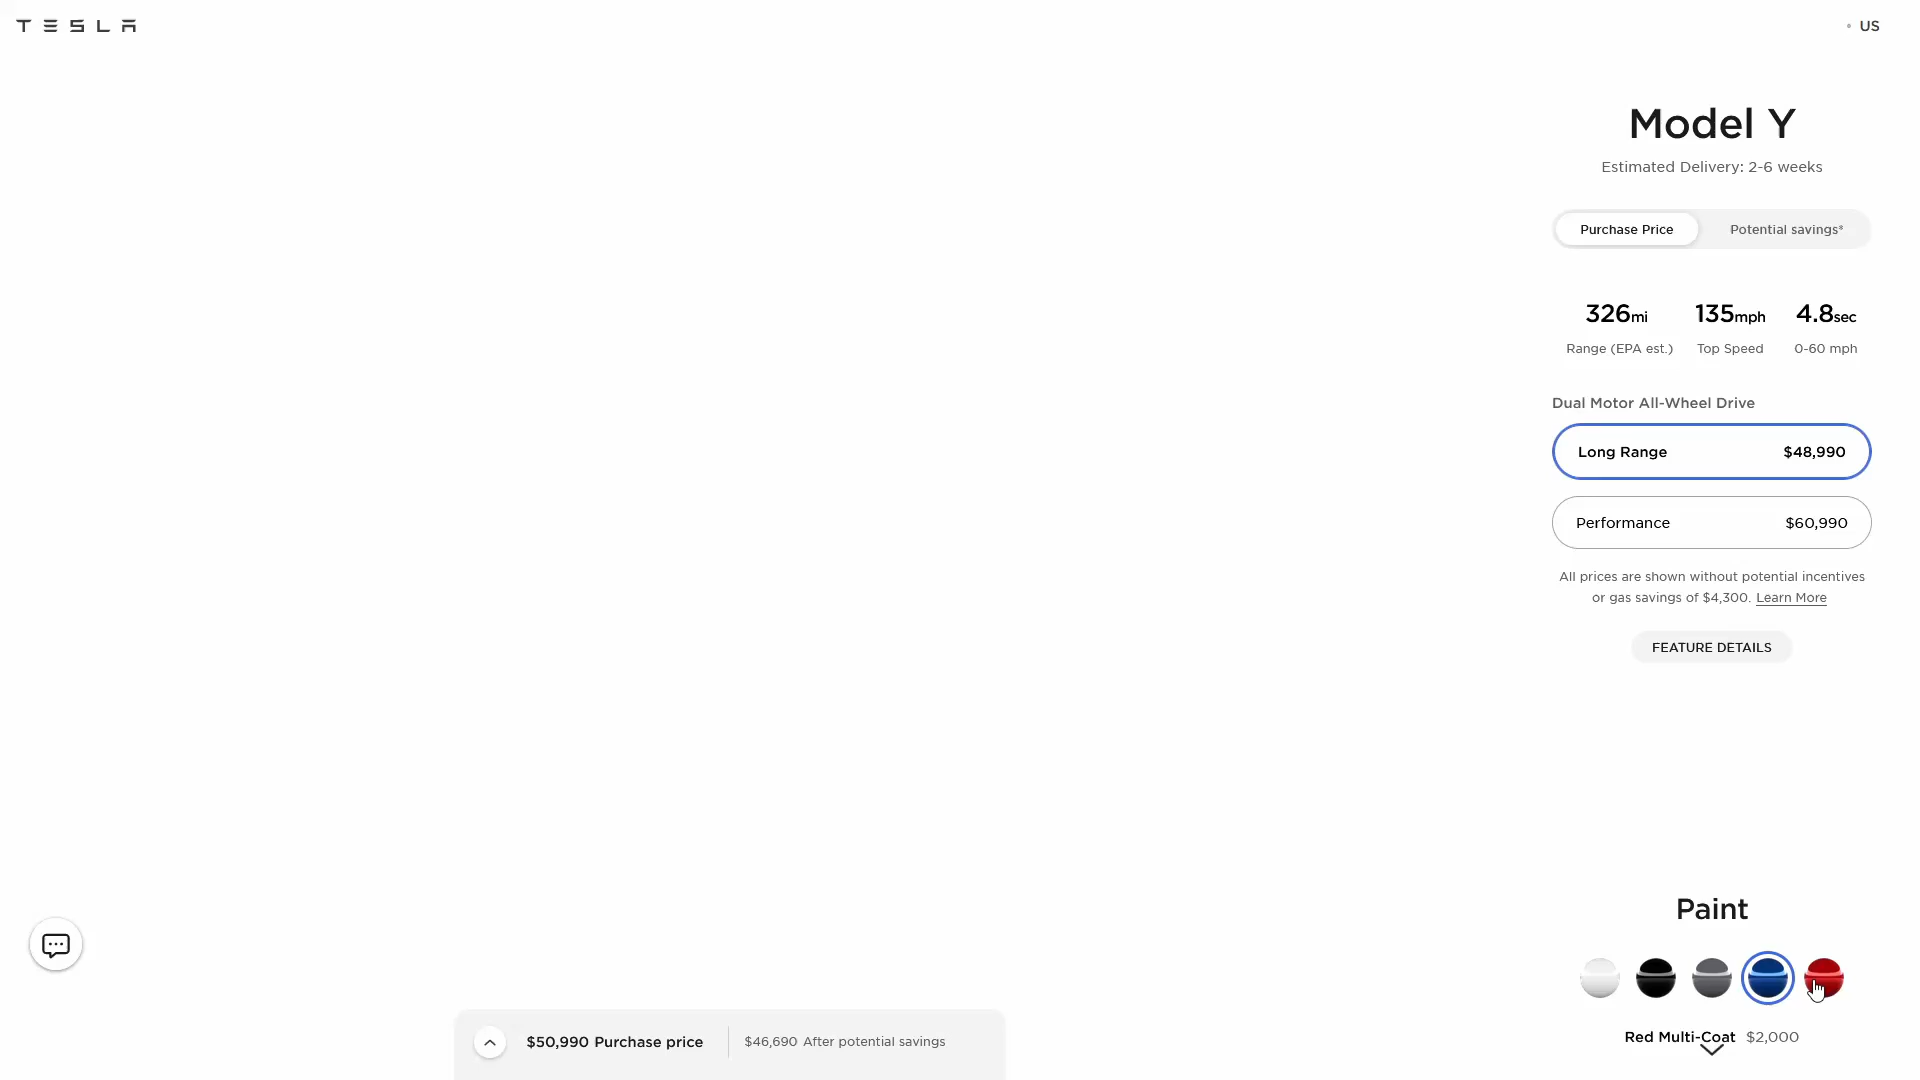 TESLA
US
Model Y
Estimated Delivery: 2-6 weeks
Purchase Price Potential savings*
326mi 135mph 4.8sec
Range (EPA est.) Top Speed 0-60 mph
Dual Motor All-Wheel Drive
Long Range $48,990
Performance $60,990
All prices are shown without potential incentives
or gas savings of $4,300. Learn More
FEATURE DETAILS
Paint
Red Multi-Coat $2,000
$50,990 Purchase price $46,690 After potential savings